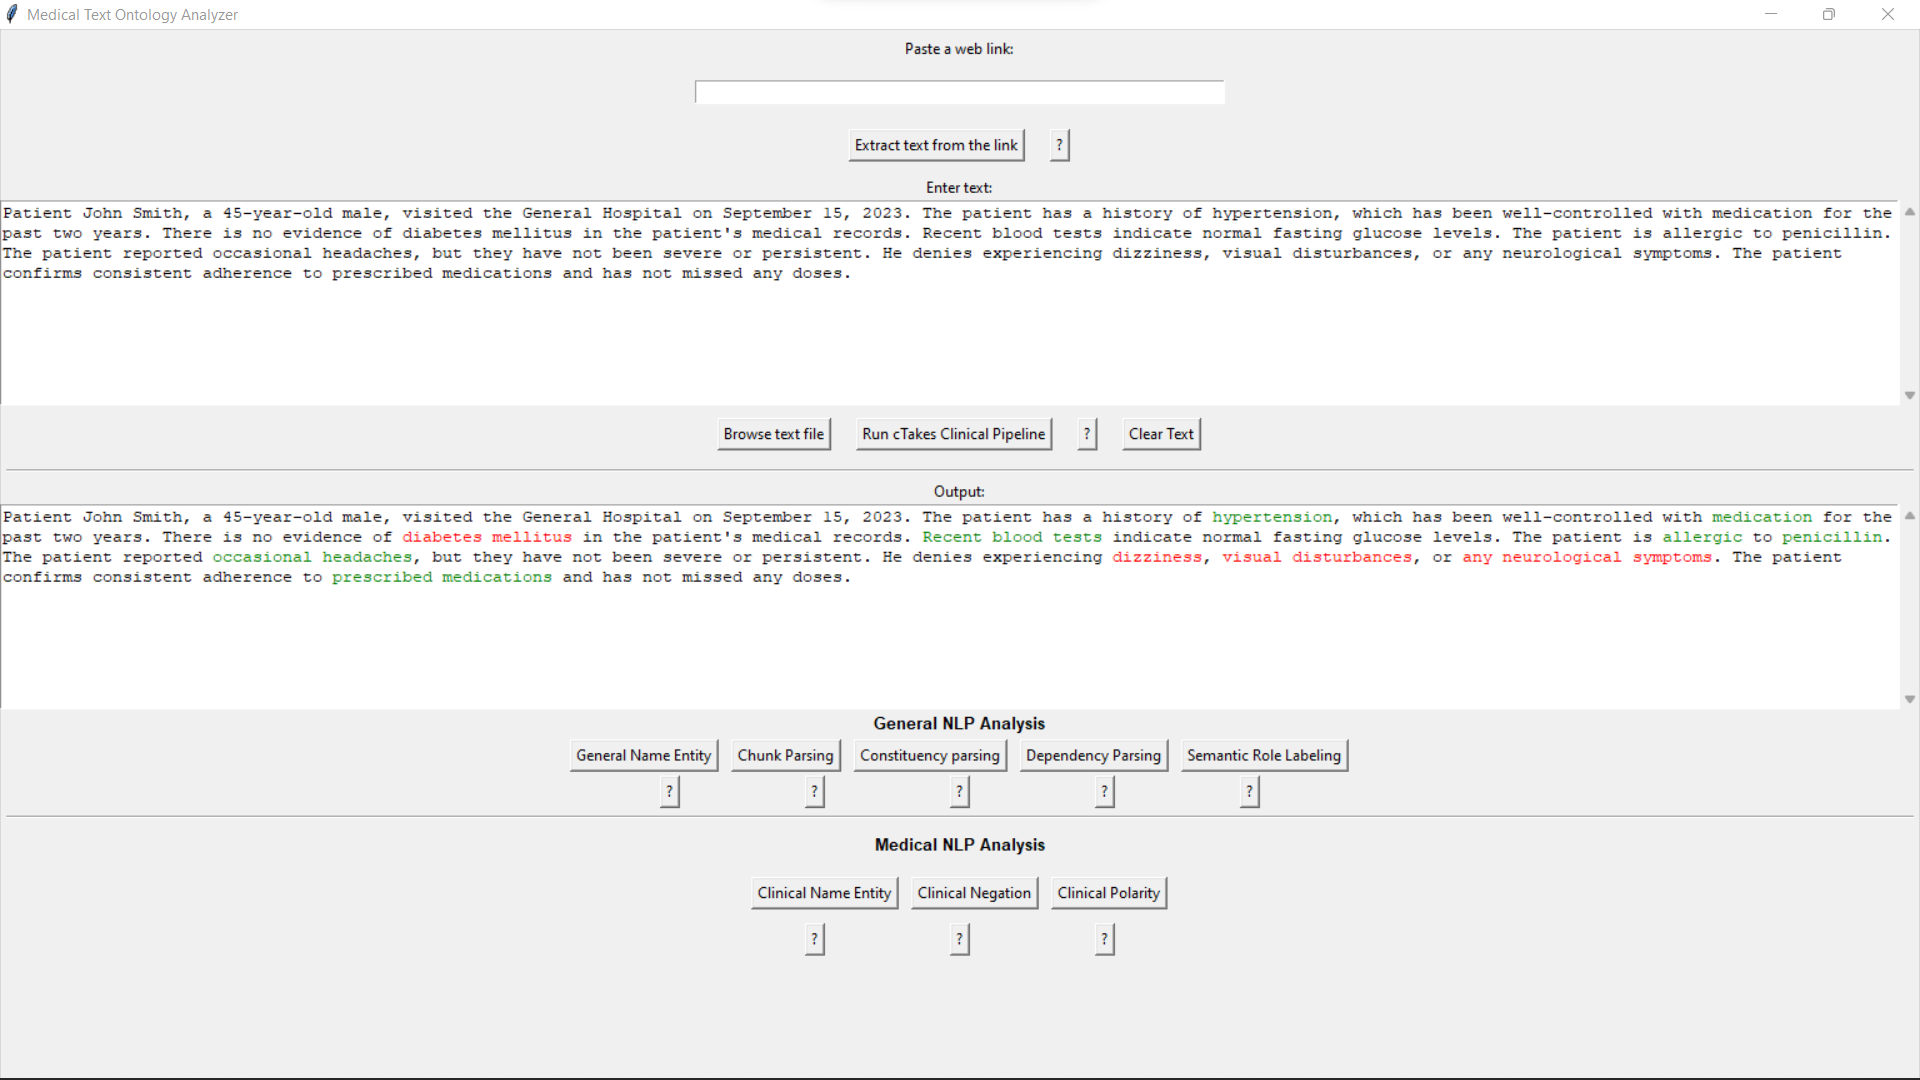 Medical Text Ontology Analyzer
Paste a web link:
Extract text from the link ?
Enter text:
Patient John Smith, a 45-year-old male, visited the General Hospital on September 15, 2023. The patient has a history of hypertension, which has been well-controlled with medication for the
past two years. There is no evidence of diabetes mellitus in the patient's medical records. Recent blood tests indicate normal fasting glucose levels. The patient is allergic to penicillin.
The patient reported occasional headaches, but they have not been severe or persistent. He denies experiencing dizziness, visual disturbances, or any neurological symptoms. The patient
confirms consistent adherence to prescribed medications and has not missed any doses.
Browse text file Run cTakes Clinical Pipeline ? Clear Text
Output:
Patient John Smith, a 45-year-old male, visited the General Hospital on September 15, 2023. The patient has a history of hypertension, which has been well-controlled with medication for the
past two years. There is no evidence of diabetes mellitus in the patient's medical records. Recent blood tests indicate normal fasting glucose levels. The patient is allergic to penicillin.
The patient reported occasional headaches, but they have not been severe or persistent. He denies experiencing dizziness, visual disturbances, or any neurological symptoms. The patient
confirms consistent adherence to prescribed medications and has not missed any doses.
General NLP Analysis
General Name Entity Chunk Parsing Constituency parsing Dependency Parsing Semantic Role Labeling
? ? ? ? ?
Medical NLP Analysis
Clinical Name Entity Clinical Negation Clinical Polarity
? ? ?